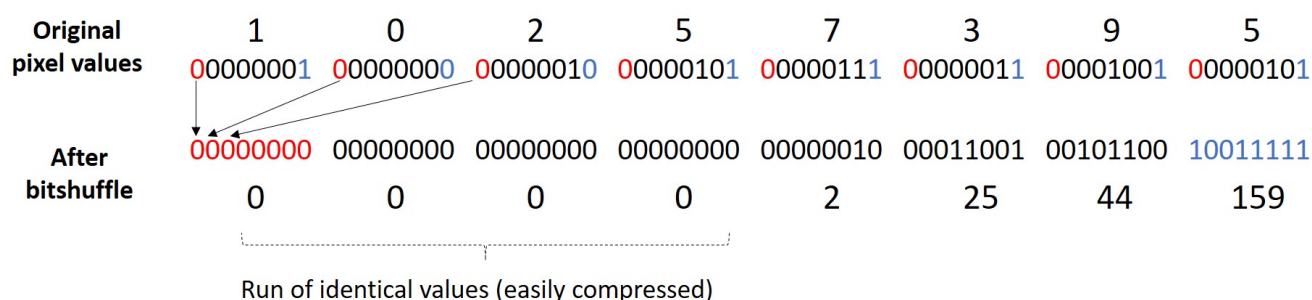 Original pixel values 1 0 2 5 7 3 9 5
00000001 00000000 00000010 00000101 00000111 00000011 00001001 00000101
After bitshuffle 00000000 00000000 00000000 00000000 00000010 00011001 00101100 10011111
0 0 0 0 2 25 44 159
Run of identical values (easily compressed)